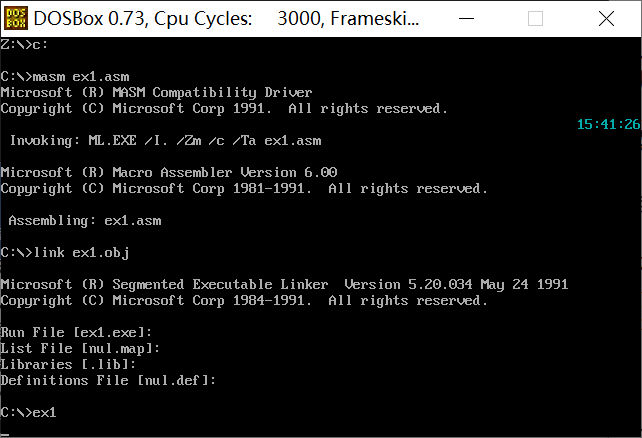 DOS BOX DOSBox 0.73, Cpu Cycles: 3000, Frameski...
Z:\>c:
C:\>masm ex1.asm
Microsoft (R) MASM Compatibility Driver
Copyright (C) Microsoft Corp 1991.  All rights reserved.
15:41:26
Invoking: ML.EXE /I. /Zm /c /Ta ex1.asm
Microsoft (R) Macro Assembler Version 6.00
Copyright (C) Microsoft Corp 1981-1991.  All rights reserved.
Assembling: ex1.asm
C:\>link ex1.obj
Microsoft (R) Segmented Executable Linker  Version 5.20.034 May 24 1991
Copyright (C) Microsoft Corp 1984-1991.  All rights reserved.
Run File [ex1.exe]:
List File [nul.map]:
Libraries [.lib]:
Definitions File [nul.def]:
C:\>ex1